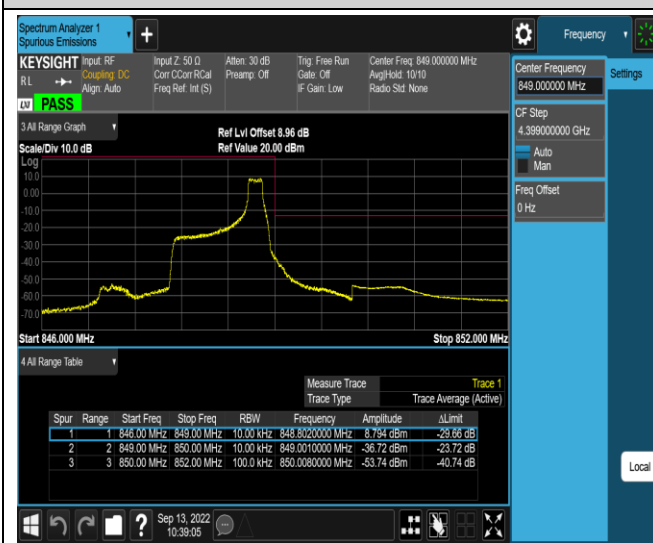 Spectrum Analyzer 1
Spurious Emissions
Frequency
KEYSIGHT Input: RF Input Z: 50 Ω Atten: 30 dB Trig: Free Run Center Freq: 849.000000 MHz
RL Coupling: DC Corr CCorr RCal Preamp: Off Gate: Off Avg|Hold: 10/10
Align: Auto Freq Ref: Int (S) IF Gain: Low Radio Std: None
LXI PASS
Center Frequency
849.000000 MHz
Settings
CF Step
4.399000000 GHz
Auto
Man
Freq Offset
0 Hz
3 All Range Graph
Ref Lvl Offset 8.96 dB
Scale/Div 10.0 dB Ref Value 20.00 dBm
Log
10.0
0.00
-10.0
-20.0
-30.0
-40.0
-50.0
-60.0
-70.0
Start 846.000 MHz Stop 852.000 MHz
4 All Range Table
Measure Trace Trace 1
Trace Type Trace Average (Active)
Spur Range Start Freq Stop Freq RBW Frequency Amplitude ΔLimit
1 1 846.00 MHz 849.00 MHz 10.00 kHz 848.8020000 MHz 8.794 dBm -29.66 dB
2 2 849.00 MHz 850.00 MHz 10.00 kHz 849.0010000 MHz -36.72 dBm -23.72 dB
3 3 850.00 MHz 852.00 MHz 100.0 kHz 850.0080000 MHz -53.74 dBm -40.74 dB
Local
? Sep 13, 2022
10:39:05